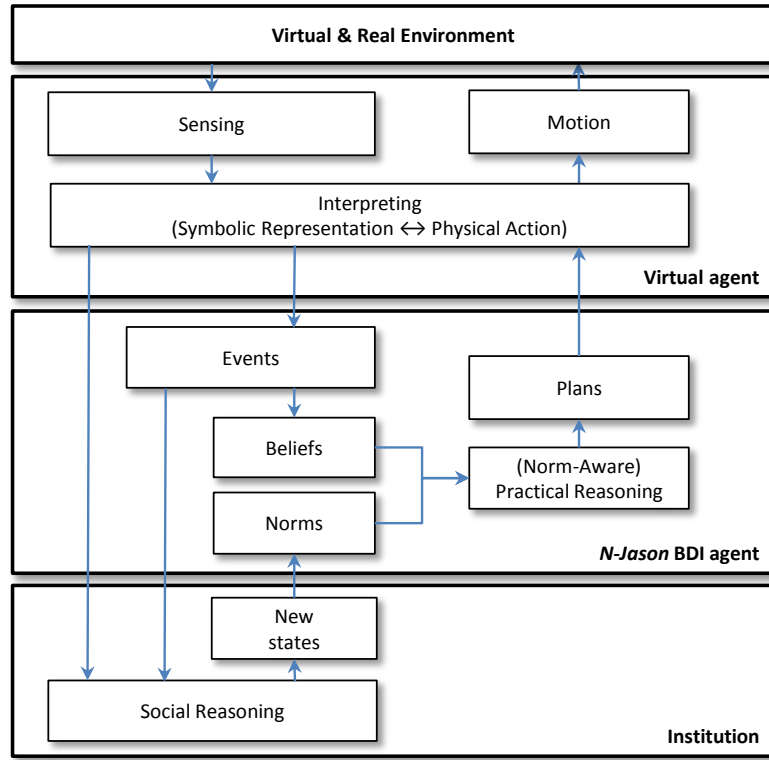 Virtual & Real Environment
Sensing
Motion
Interpreting
(Symbolic Representation ↔ Physical Action)
Virtual agent
Events
Plans
Beliefs
(Norm-Aware)
Practical Reasoning
Norms
N-Jason BDI agent
New
states
Social Reasoning
Institution